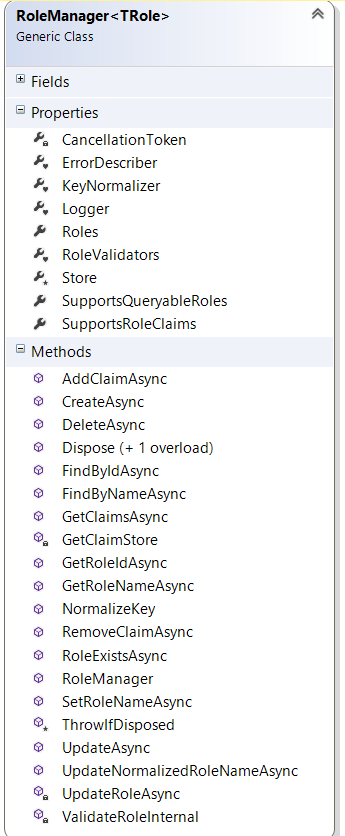 RoleManager<TRole>
Generic Class
Fields
Properties
CancellationToken
ErrorDescriber
KeyNormalizer
Logger
Roles
RoleValidators
Store
SupportsQueryableRoles
SupportsRoleClaims
Methods
AddClaimAsync
CreateAsync
DeleteAsync
Dispose (+ 1 overload)
FindByIdAsync
FindByNameAsync
GetClaimsAsync
GetClaimStore
GetRoleIdAsync
GetRoleNameAsync
NormalizeKey
RemoveClaimAsync
RoleExistsAsync
RoleManager
SetRoleNameAsync
ThrowIfDisposed
UpdateAsync
UpdateNormalizedRoleNameAsync
UpdateRoleAsync
ValidateRoleInternal